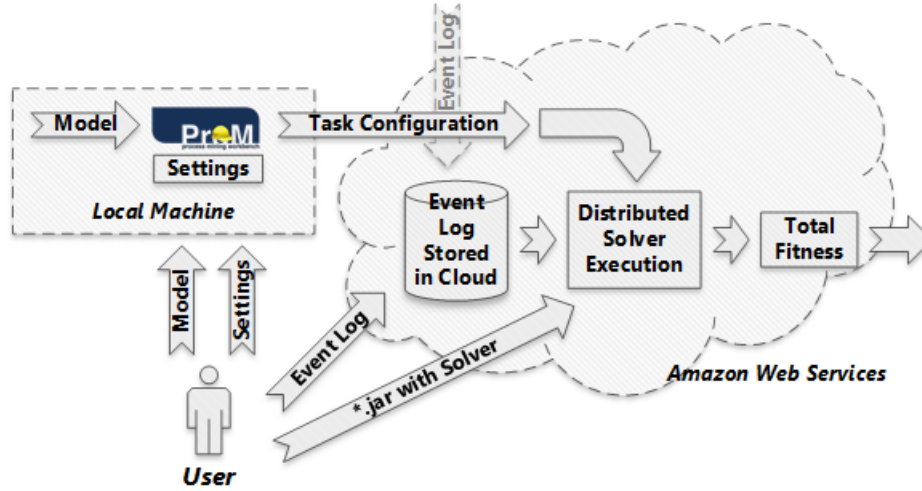 Event Log
Model
ProM
process mining workbench
Settings
Local Machine
Task Configuration
Event
Log
Stored
in Cloud
Distributed
Solver
Execution
Total
Fitness
Amazon Web Services
Model
Settings
Event Log
*.jar with Solver
User